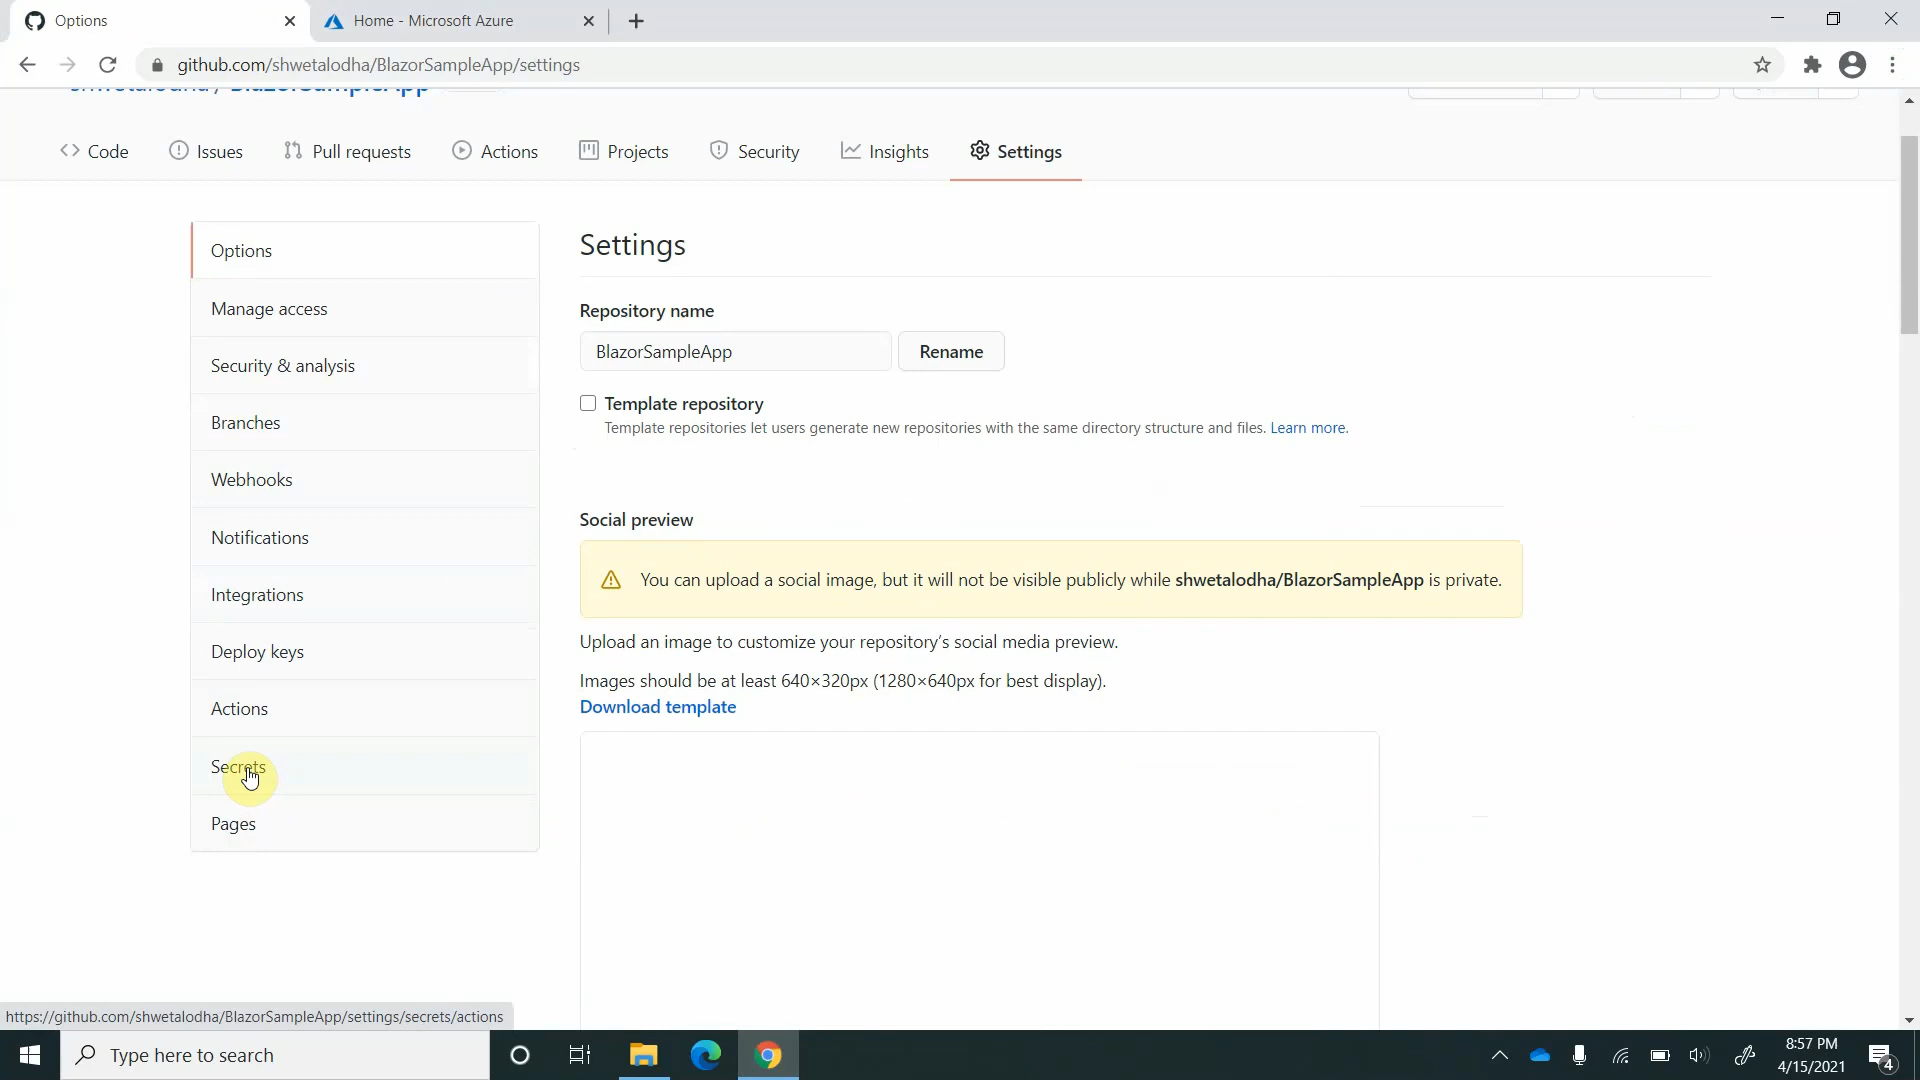 Options
Home - Microsoft Azure
github.com/shwetalodha/BlazorSampleApp/settings
shwetalodha / BlazorSampleApp
Code
Issues
Pull requests
Actions
Projects
Security
Insights
Settings
Options
Manage access
Security & analysis
Branches
Webhooks
Notifications
Integrations
Deploy keys
Actions
Secrets
Pages
Settings
Repository name
BlazorSampleApp
Rename
Template repository
Template repositories let users generate new repositories with the same directory structure and files. Learn more.
Social preview
You can upload a social image, but it will not be visible publicly while shwetalodha/BlazorSampleApp is private.
Upload an image to customize your repository's social media preview.
Images should be at least 640×320px (1280×640px for best display).
Download template
https://github.com/shwetalodha/BlazorSampleApp/settings/secrets/actions
Type here to search
8:57 PM
4/15/2021
4